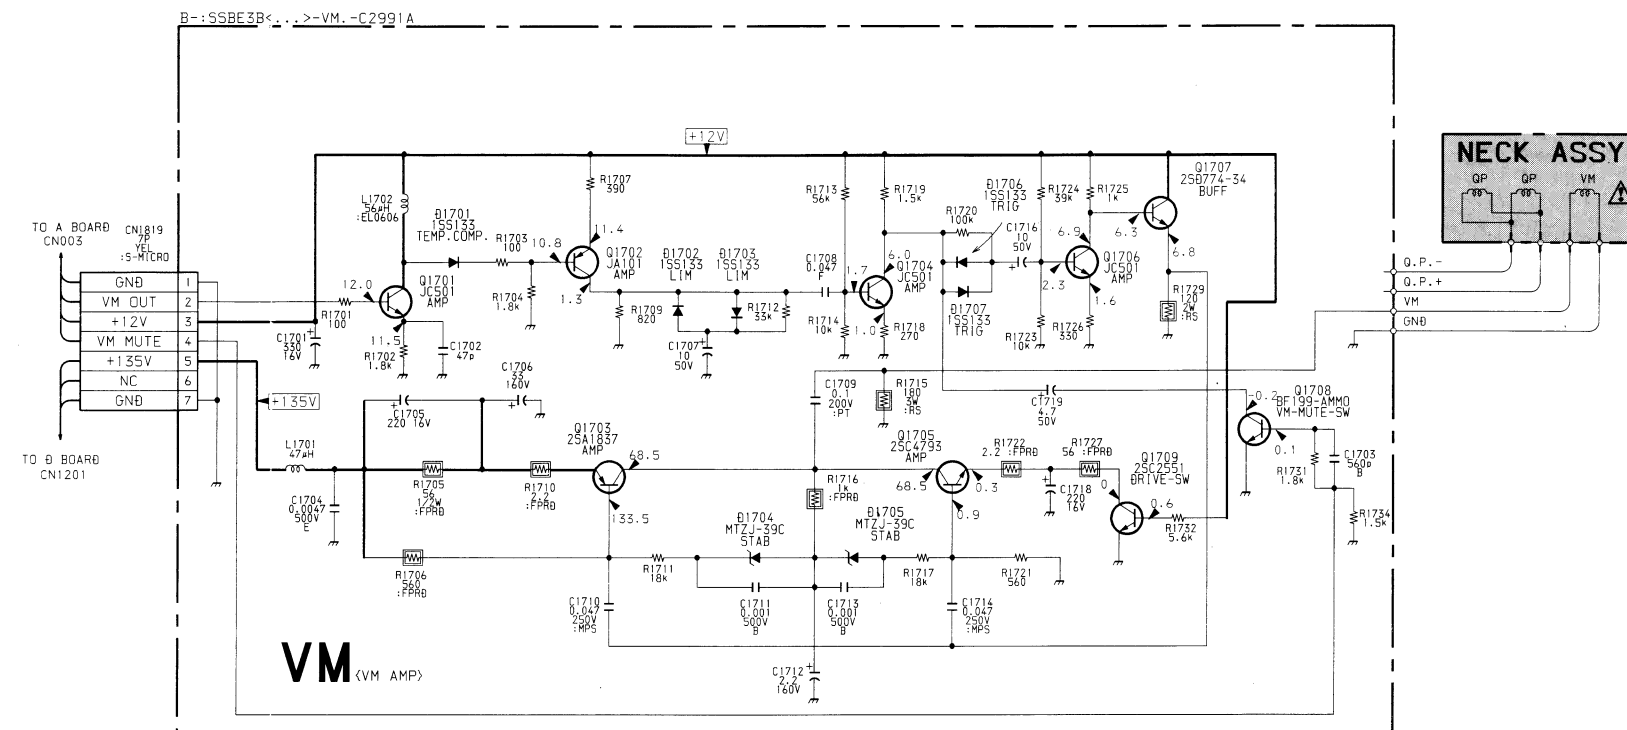 B-:SSBE3B<...>-VM.-C2991A
TO A BOARD
CN003
CN1819
7P
YEL
:S-MICRO
GND 1
VM OUT 2
+12V 3
VM MUTE 4
+135V 5
NC 6
GND 7
TO D BOARD
CN1201
+12V
+135V
L1702
56μH
:EL0606
D1701
1SS133
TEMP.COMP.
R1703
100
10.8
R1707
390
11.4
Q1702
JA101
AMP
1.3
R1704
1.8k
12.0
Q1701
JC501
AMP
R1701
100
C1701
330
16V
11.5
R1702
1.8k
C1702
47p
R1709
820
D1702
1SS133
LIM
D1703
1SS133
LIM
R1712
33k
C1707
10
50V
C1708
0.047
F
R1713
56k
R1714
10k
1.7
R1719
1.5k
6.0
Q1704
JC501
AMP
1.0
R1718
270
R1720
100k
D1706
1SS133
TRIG
C1716
10
50V
D1707
1SS133
TRIG
R1724
39k
R1725
1k
6.9
Q1706
JC501
AMP
2.3
1.6
R1723
10k
R1726
330
Q1707
2SD774-34
BUFF
6.3
6.8
R1729
120
2W
:RS
NECK ASSY
QP
QP
VM
Q.P.-
Q.P.+
VM
GND
C1706
33
160V
C1705
220 16V
L1701
47μH
C1704
0.0047
500V
E
R1705
56
1/2W
:FPRD
R1710
2.2
:FPRD
Q1703
2SA1837
AMP
68.5
133.5
R1706
560
:FPRD
C1709
0.1
200V
:PT
R1715
180
3W
:RS
R1716
1k
:FPRD
Q1705
2SC4793
AMP
68.5
0.3
0.9
R1722
2.2 :FPRD
R1727
56 :FPRD
C1718
220
16V
C1719
4.7
50V
Q1709
2SC2551
DRIVE-SW
0
0.6
R1732
5.6k
-0.2
Q1708
BF199-AMMO
VM-MUTE-SW
0.1
R1731
1.8k
C1703
560p
B
R1734
1.5k
R1711
18k
D1704
MTZJ-39C
STAB
D1705
MTZJ-39C
STAB
R1717
18k
R1721
560
C1710
0.047
250V
:MPS
C1711
0.001
500V
B
C1713
0.001
500V
B
C1714
0.047
250V
:MPS
C1712
2.2
160V
VM (VM AMP)